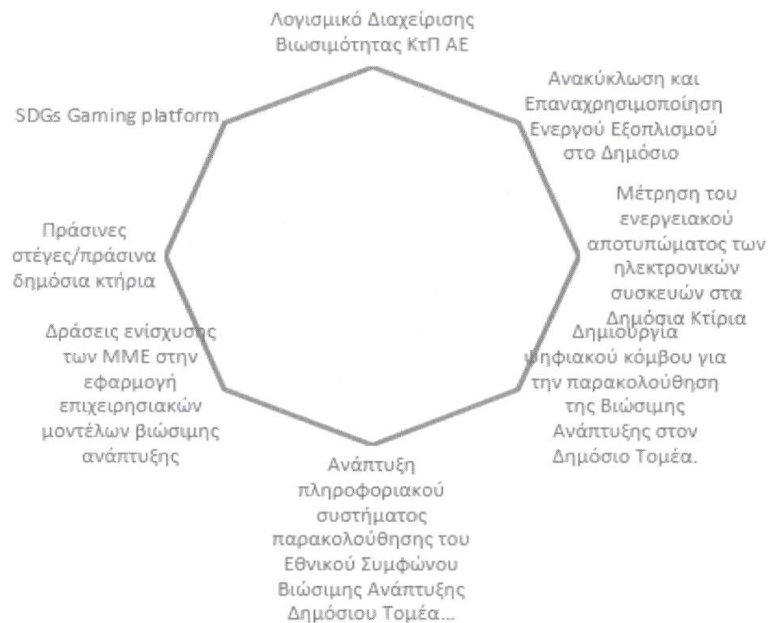 Λογισμικό Διαχείρισης
Βιωσιμότητας ΚτΠ ΑΕ
Ανακύκλωση και
Επαναχρησιμοποίηση
Ενεργού Εξοπλισμού
στο Δημόσιο
Μέτρηση του
ενεργειακού
αποτυπώματος των
ηλεκτρονικών
συσκευών στα
Δημόσια Κτίρια
Δημιουργία
ψηφιακού κόμβου για
την παρακολούθηση
της Βιώσιμης
Ανάπτυξης στον
Δημόσιο Τομέα.
Ανάπτυξη
πληροφοριακού
συστήματος
παρακολούθησης του
Εθνικού Συμφώνου
Βιώσιμης Ανάπτυξης
Δημόσιου Τομέα...
Δράσεις ενίσχυσης
των ΜΜΕ στην
εφαρμογή
επιχειρησιακών
μοντέλων βιώσιμης
ανάπτυξης
Πράσινες
στέγες/πράσινα
δημόσια κτήρια
SDGs Gaming platform